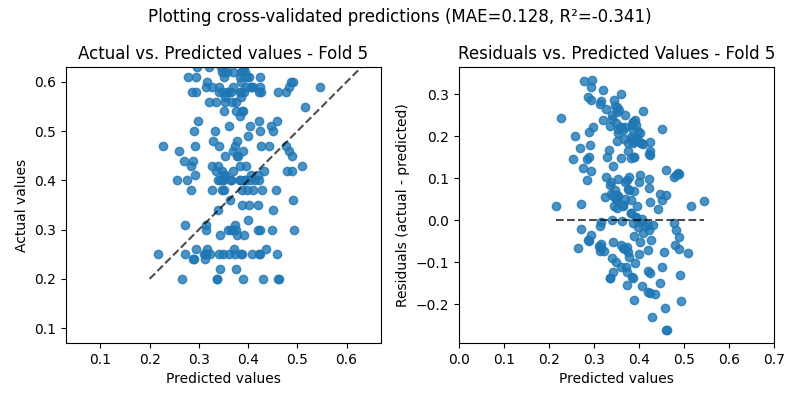 Plotting cross-validated predictions (MAE=0.128, R²=-0.341)
Actual vs. Predicted values - Fold 5
Residuals vs. Predicted Values - Fold 5
Actual values
0.6
0.5
0.4
0.3
0.2
0.1
0.1 0.2 0.3 0.4 0.5 0.6
Predicted values
Residuals (actual - predicted)
0.3
0.2
0.1
0.0
−0.1
−0.2
0.0 0.1 0.2 0.3 0.4 0.5 0.6 0.7
Predicted values